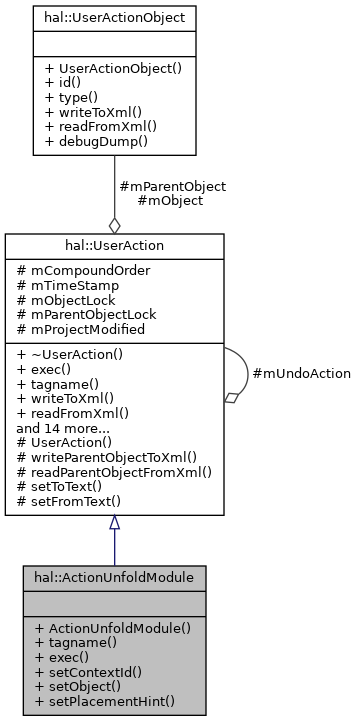 hal::UserActionObject
+ UserActionObject()
+ id()
+ type()
+ writeToXml()
+ readFromXml()
+ debugDump()
#mParentObject
#mObject
hal::UserAction
# mCompoundOrder
# mTimeStamp
# mObjectLock
# mParentObjectLock
# mProjectModified
+ ~UserAction()
+ exec()
+ tagname()
+ writeToXml()
+ readFromXml()
and 14 more...
# UserAction()
# writeParentObjectToXml()
# readParentObjectFromXml()
# setToText()
# setFromText()
#mUndoAction
hal::ActionUnfoldModule
+ ActionUnfoldModule()
+ tagname()
+ exec()
+ setContextId()
+ setObject()
+ setPlacementHint()